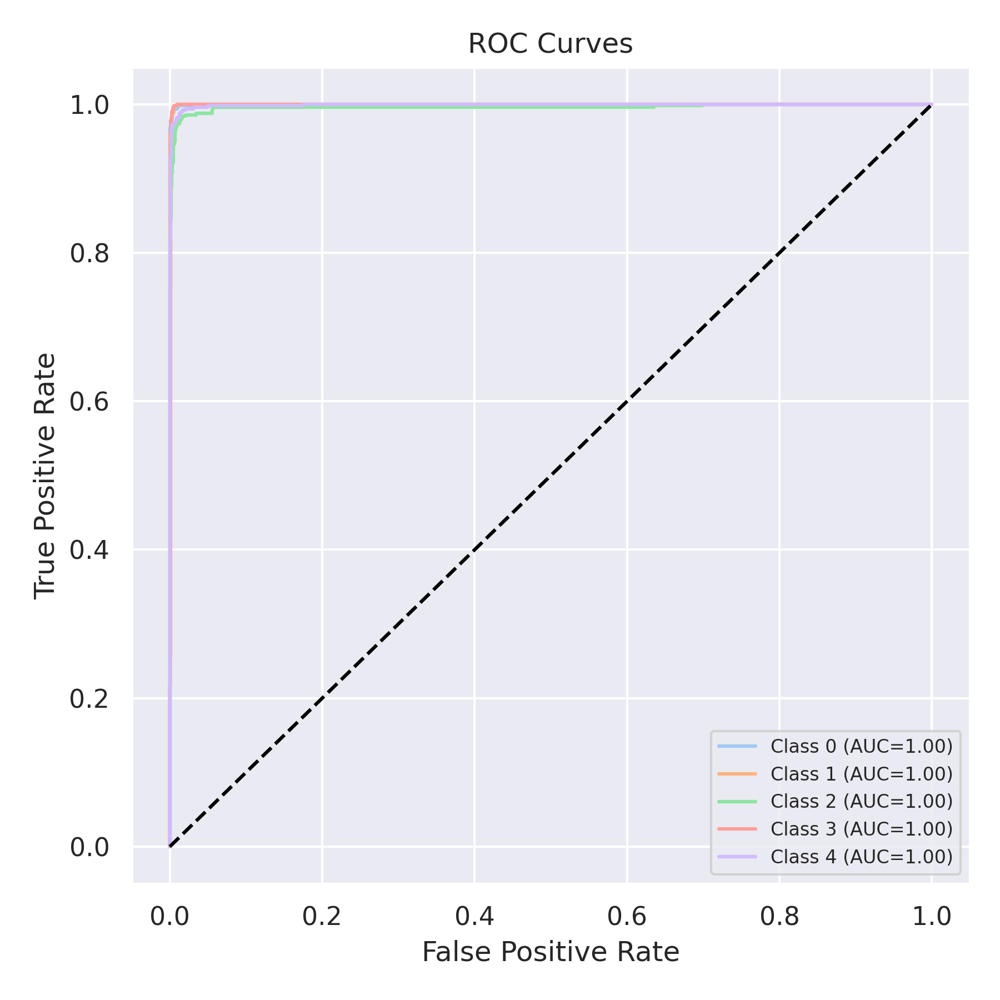 ROC Curves
True Positive Rate
1.0
0.8
0.6
0.4
0.2
0.0
0.0 0.2 0.4 0.6 0.8 1.0
False Positive Rate
Class 0 (AUC=1.00)
Class 1 (AUC=1.00)
Class 2 (AUC=1.00)
Class 3 (AUC=1.00)
Class 4 (AUC=1.00)